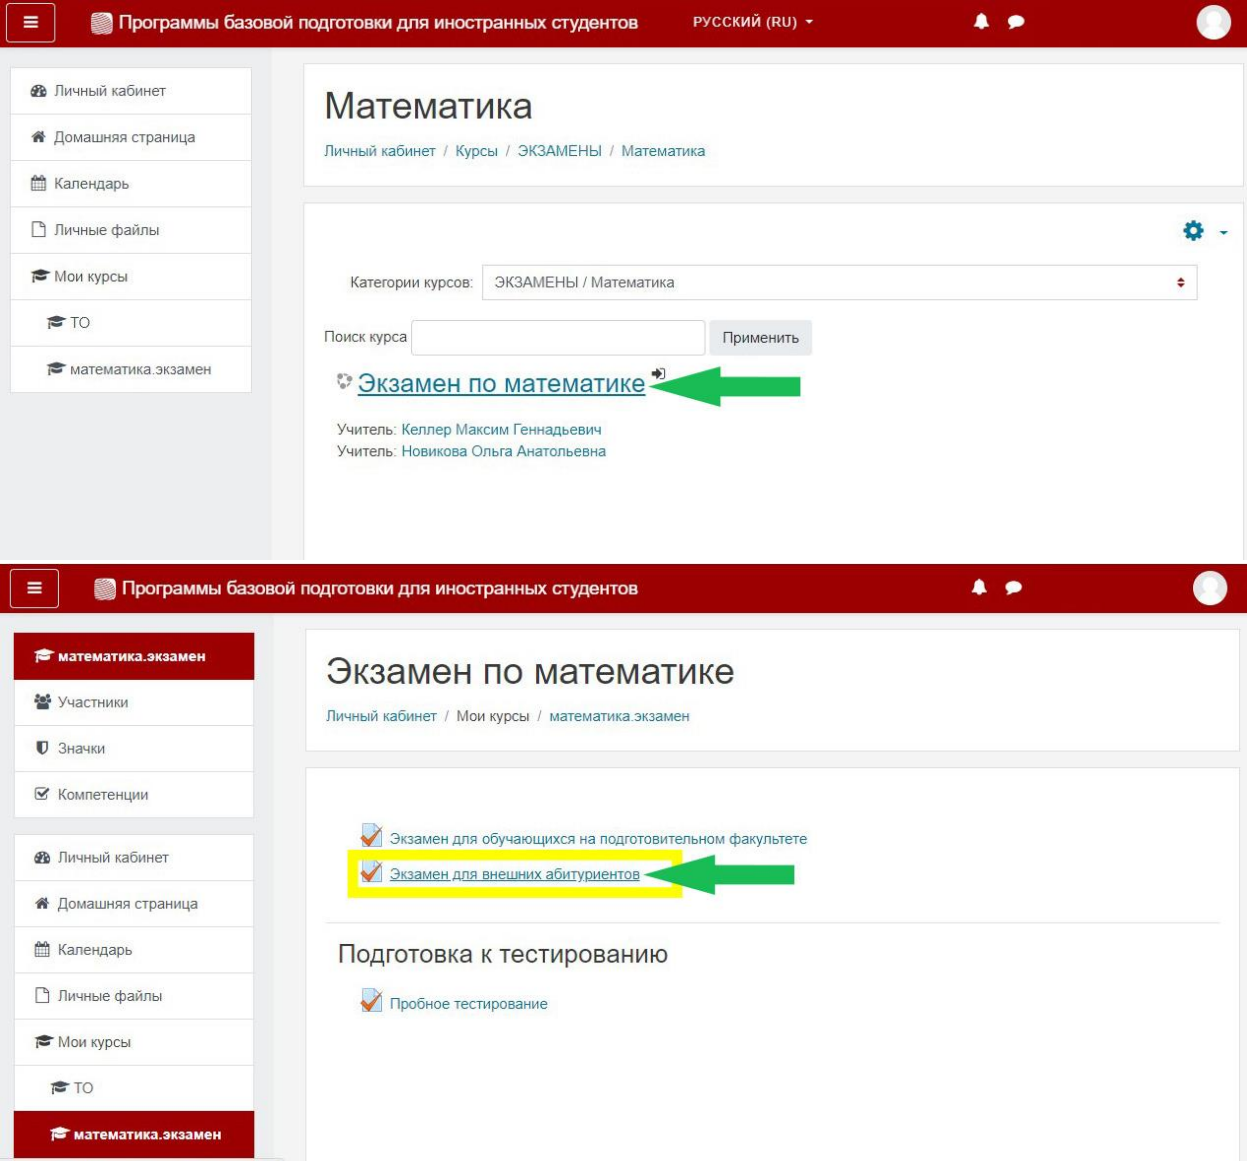 Программы базовой подготовки для иностранных студентов РУССКИЙ (RU)
Личный кабинет
Домашняя страница
Календарь
Личные файлы
Мои курсы
ТО
математика.экзамен
Математика
Личный кабинет / Курсы / ЭКЗАМЕНЫ / Математика
Категории курсов: ЭКЗАМЕНЫ / Математика
Поиск курса Применить
Экзамен по математике
Учитель: Келлер Максим Геннадьевич
Учитель: Новикова Ольга Анатольевна
Программы базовой подготовки для иностранных студентов
математика.экзамен
Участники
Значки
Компетенции
Личный кабинет
Домашняя страница
Календарь
Личные файлы
Мои курсы
ТО
математика.экзамен
Экзамен по математике
Личный кабинет / Мои курсы / математика.экзамен
Экзамен для обучающихся на подготовительном факультете
Экзамен для внешних абитуриентов
Подготовка к тестированию
Пробное тестирование